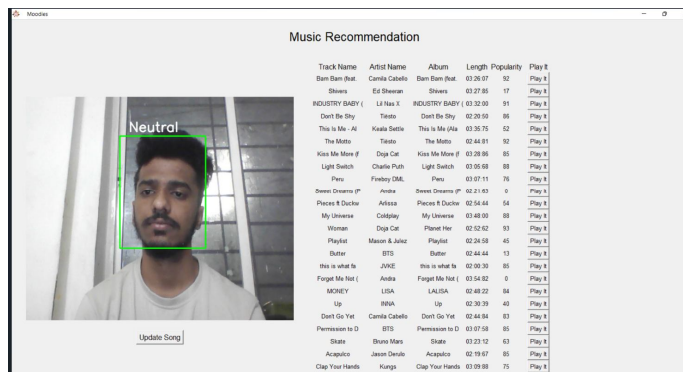 Moodies
Music Recommendation
Track Name Artist Name Album Length Popularity Play It
Bam Bam (feat. Camila Cabello Bam Bam (feat. 03:26:07 92 Play It
Shivers Ed Sheeran Shivers 03:27:85 17 Play It
INDUSTRY BABY ( Lil Nas X INDUSTRY BABY ( 03:32:00 91 Play It
Don't Be Shy Tiësto Don't Be Shy 02:20:50 86 Play It
This Is Me - Al Keala Settle This Is Me (Ala 03:35:75 52 Play It
The Motto Tiësto The Motto 02:44:81 92 Play It
Kiss Me More (f Doja Cat Kiss Me More (f 03:28:86 85 Play It
Light Switch Charlie Puth Light Switch 03:05:68 88 Play It
Peru Fireboy DML Peru 03:07:11 76 Play It
Sweet Dreams (P Andra Sweet Dreams (P 02:21:63 0 Play It
Pieces ft Duckw Arlissa Pieces ft Duckw 02:54:44 54 Play It
My Universe Coldplay My Universe 03:48:00 88 Play It
Woman Doja Cat Planet Her 02:52:62 93 Play It
Playlist Maxon & Julez Playlist 02:24:58 45 Play It
Butter BTS Butter 02:44:44 13 Play It
this is what fa JVKE this is what fa 02:00:30 85 Play It
Forget Me Not ( Andra Forget Me Not ( 03:54:82 0 Play It
MONEY LISA LALISA 02:48:22 84 Play It
Up INNA Up 02:30:39 40 Play It
Don't Go Yet Camila Cabello Don't Go Yet 02:44:84 83 Play It
Permission to D BTS Permission to D 03:07:58 85 Play It
Skate Bruno Mars Skate 03:23:12 63 Play It
Acapulco Jason Derulo Acapulco 02:19:67 85 Play It
Clap Your Hands Kungs Clap Your Hands 03:09:88 75 Play It
Neutral
Update Song